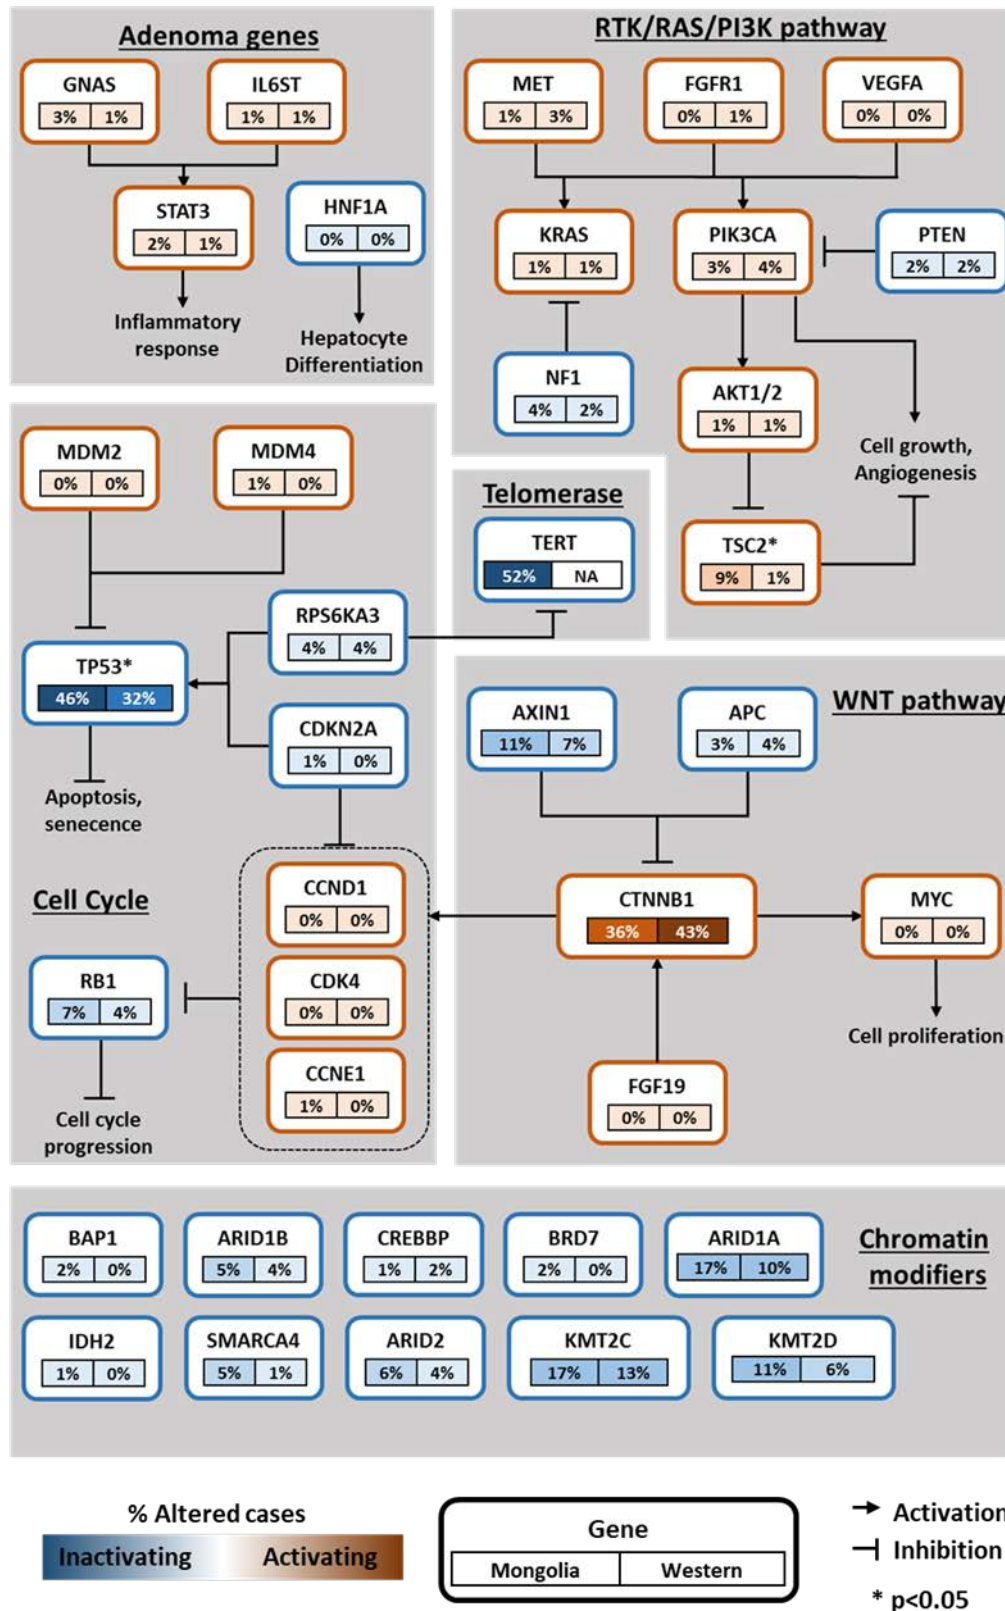 Adenoma genes
GNAS
3% 1%
IL6ST
1% 1%
STAT3
2% 1%
HNF1A
0% 0%
Inflammatory
response
Hepatocyte
Differentiation
RTK/RAS/PI3K pathway
MET
1% 3%
FGFR1
0% 1%
VEGFA
0% 0%
KRAS
1% 1%
PIK3CA
3% 4%
PTEN
2% 2%
NF1
4% 2%
AKT1/2
1% 1%
Cell growth,
Angiogenesis
TSC2*
9% 1%
MDM2
0% 0%
MDM4
1% 0%
Telomerase
TERT
52% NA
RPS6KA3
4% 4%
TP53*
46% 32%
CDKN2A
1% 0%
Apoptosis,
senecence
Cell Cycle
CCND1
0% 0%
CDK4
0% 0%
CCNE1
1% 0%
RB1
7% 4%
Cell cycle
progression
WNT pathway
AXIN1
11% 7%
APC
3% 4%
CTNNB1
36% 43%
MYC
0% 0%
Cell proliferation
FGF19
0% 0%
Chromatin
modifiers
BAP1
2% 0%
ARID1B
5% 4%
CREBBP
1% 2%
BRD7
2% 0%
ARID1A
17% 10%
IDH2
1% 0%
SMARCA4
5% 1%
ARID2
6% 4%
KMT2C
17% 13%
KMT2D
11% 6%
% Altered cases
Inactivating Activating
Gene
Mongolia Western
Activation
Inhibition
* p<0.05